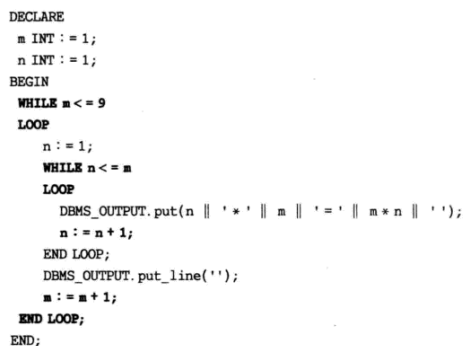 DECLARE
m INT := 1;
n INT := 1;
BEGIN
WHILE m <= 9
LOOP
n := 1;
WHILE n <= m
LOOP
DBMS_OUTPUT.put(n || '*' || m || '=' || m * n || ' ');
n := n + 1;
END LOOP;
DBMS_OUTPUT.put_line('');
m := m + 1;
END LOOP;
END;